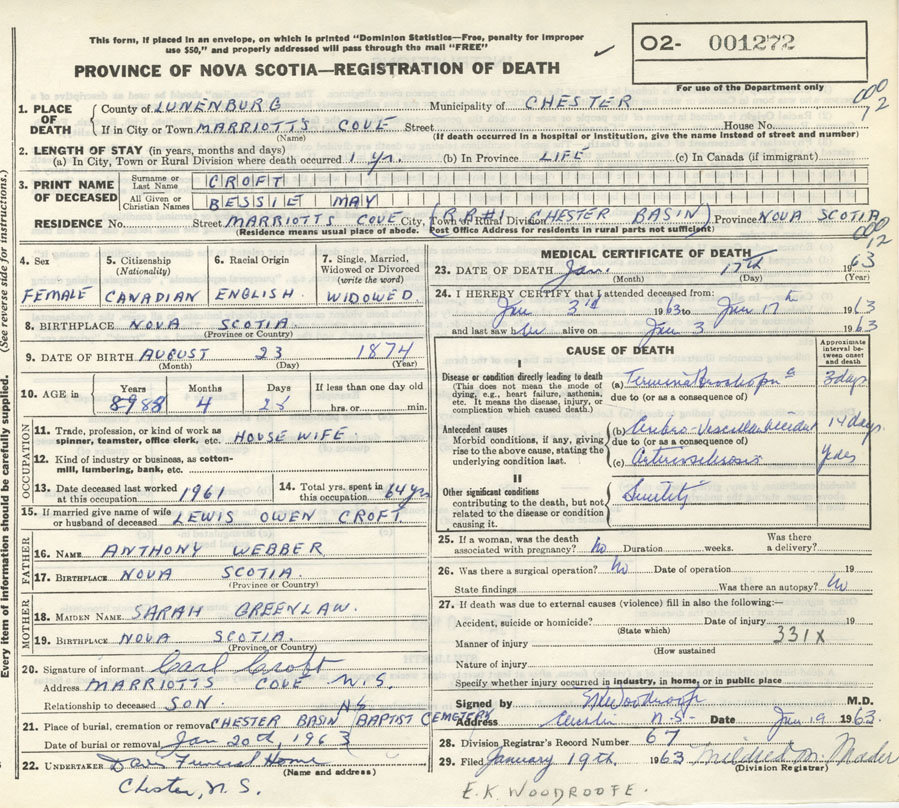 This form, if placed in an envelope, on which is printed "Dominion Statistics—Free, penalty for improper
use $50," and properly addressed will pass through the mail "FREE"
O2- 001272
PROVINCE OF NOVA SCOTIA—REGISTRATION OF DEATH
For use of the Department only
1. PLACE OF DEATH County of LUNENBURG Municipality of CHESTER
If in City or Town MARRIOTTS COVE Street House No.
(Name) (If death occurred in a hospital or institution, give the name instead of street and number)
2. LENGTH OF STAY (in years, months and days)
(a) In City, Town or Rural Division where death occurred 1 yr. (b) In Province LIFE (c) In Canada (if immigrant)
3. PRINT NAME OF DECEASED Surname or Last Name CROFT
All Given or Christian Names BESSIE MAY
RESIDENCE No. Street MARRIOTTS COVE City, Town or Rural Division (R.R#1 CHESTER BASIN) Province NOVA SCOTIA
(Residence means usual place of abode. Post Office Address for residents in rural parts not sufficient)
4. Sex FEMALE
5. Citizenship (Nationality) CANADIAN
6. Racial Origin ENGLISH
7. Single, Married, Widowed or Divorced (write the word) WIDOWED
8. BIRTHPLACE NOVA SCOTIA
(Province or Country)
9. DATE OF BIRTH AUGUST 23 1874
(Month) (Day) (Year)
10. AGE in Years 88 Months 4 Days If less than one day old hrs. or min.
OCCUPATION
11. Trade, profession, or kind of work as spinner, teamster, office clerk, etc. HOUSE WIFE
12. Kind of industry or business, as cotton-mill, lumbering, bank, etc.
13. Date deceased last worked at this occupation 1961
14. Total yrs. spent in this occupation 64 yrs
15. If married give name of wife or husband of deceased LEWIS OWEN CROFT
FATHER
16. NAME ANTHONY WEBBER
17. BIRTHPLACE NOVA SCOTIA
(Province or Country)
MOTHER
18. MAIDEN NAME SARAH GREENLAW
19. BIRTHPLACE NOVA SCOTIA.
(Province or Country)
20. Signature of informant Carl Croft
Address MARRIOTTS COVE N.S.
Relationship to deceased SON.
21. Place of burial, cremation or removal CHESTER BASIN NS BAPTIST CEMETERY
Date of burial or removal Jan 20th, 1963
22. UNDERTAKER Davis Funeral Home
(Name and address)
Chester, N.S.
MEDICAL CERTIFICATE OF DEATH
23. DATE OF DEATH Jan. 17th 1963
(Month) (Day) (Year)
24. I HEREBY CERTIFY that I attended deceased from:
Jan 3rd 1963 to Jan 17th 1963
and last saw her alive on Jan 3 1963
CAUSE OF DEATH
Approximate interval between onset and death
I
Disease or condition directly leading to death
(This does not mean the mode of dying, e.g., heart failure, asthenia, etc. It means the disease, injury, or complication which caused death.)
(a) Terminal 3 days
due to (or as a consequence of)
Antecedent causes
Morbid conditions, if any, giving rise to the above cause, stating the underlying condition last.
(b) 14 days
due to (or as a consequence of)
(c) Arteriosclerosis
II
Other significant conditions contributing to the death, but not related to the disease or condition causing it.
Senility
25. If a woman, was the death associated with pregnancy? No Duration weeks. Was there a delivery?
26. Was there a surgical operation? No Date of operation 19
State findings Was there an autopsy? No
27. If death was due to external causes (violence) fill in also the following:—
Accident, suicide or homicide? Date of injury 19
(State which)
331X
Manner of injury
(How sustained
Nature of injury
Specify whether injury occurred in industry, in home, or in public place
Signed by M.D.
Address N.S. Date Jan 19 1963
28. Division Registrar's Record Number 67
29. Filed January 19th, 1963 Mildred M. Mader
(Division Registrar)
E.K. WOODROOFE.
Every item of information should be carefully supplied. (See reverse side for instructions.)